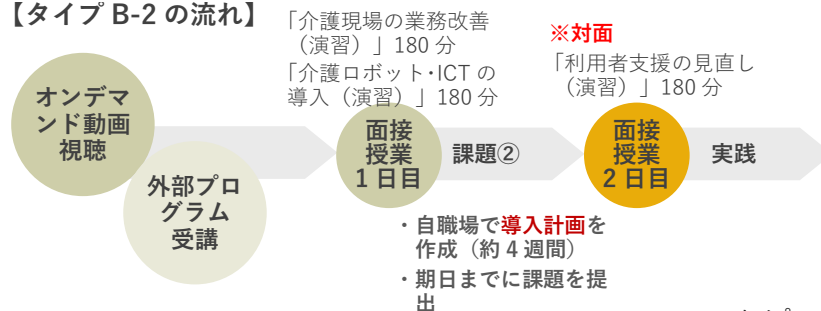 【タイプ B-2 の流れ】
「介護現場の業務改善
（演習）」180 分
「介護ロボット・ICT の
導入（演習）」180 分
※対面
「利用者支援の見直し
（演習）」180 分
オンデマ
ンド動画
視聴
外部プロ
グラム
受講
面接
授業
1 日目
課題②
面接
授業
2 日目
実践
・自職場で導入計画を
作成（約 4 週間）
・期日までに課題を提
出